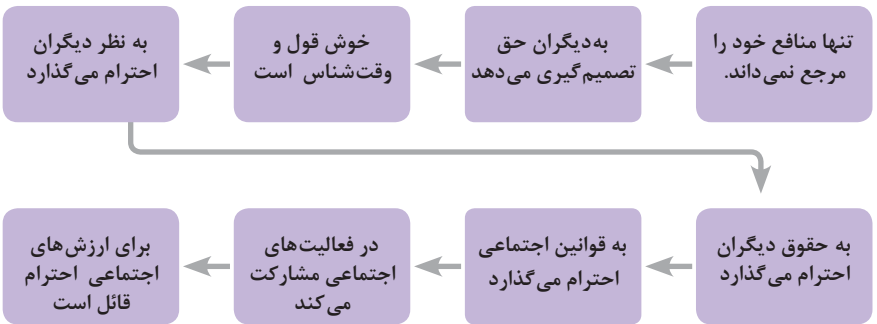 تنها منافع خود را
مرجع نمی‌داند.
به‌دیگران حق
تصمیم‌گیری می‌دهد
خوش قول و
وقت‌شناس است
به نظر دیگران
احترام می‌گذارد
به حقوق دیگران
احترام می‌گذارد
به قوانین اجتماعی
احترام می‌گذارد
در فعالیت‌های
اجتماعی مشارکت
می‌کند
برای ارزش‌های
اجتماعی احترام
قائل است